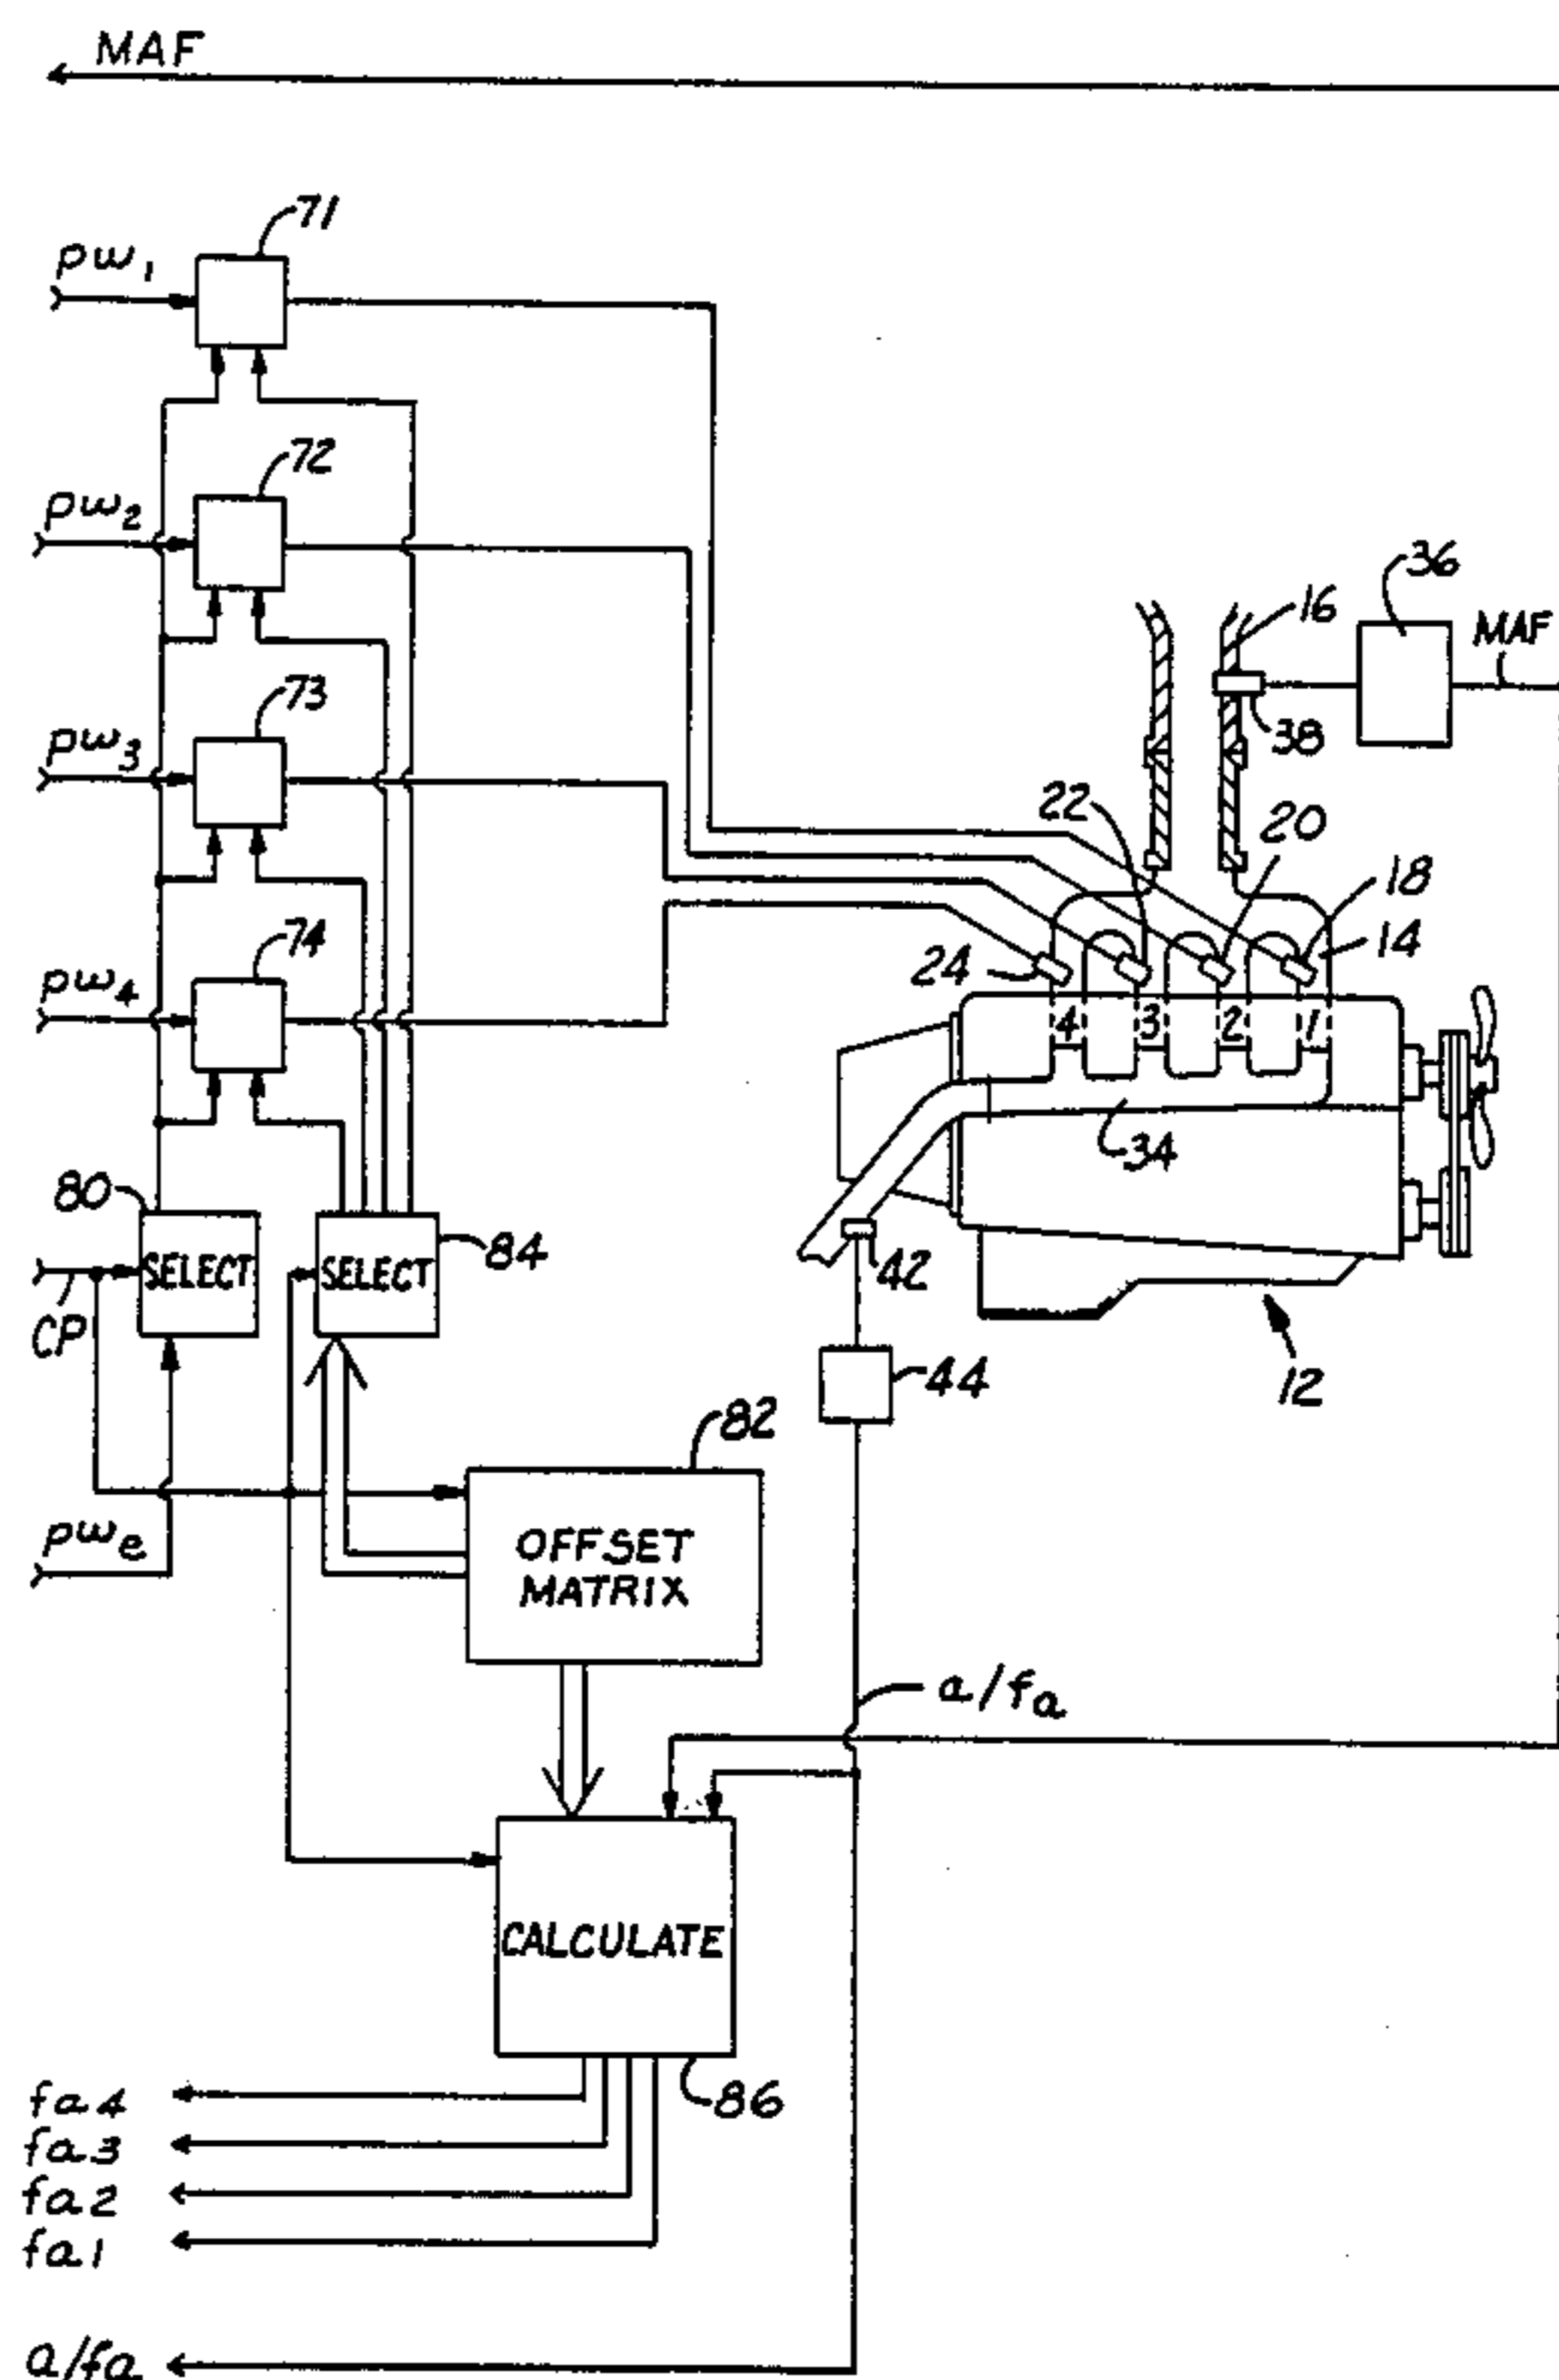 MAF
71
pw1
72
pw2
36
16
MAF
73
38
pw3
22
20
18
74
14
24
pw4
4 3 2 1
34
80
SELECT
SELECT
84
42
CP
44
12
82
pwe
OFFSET
MATRIX
a/fa
CALCULATE
86
fa4
fa3
fa2
fa1
a/fa